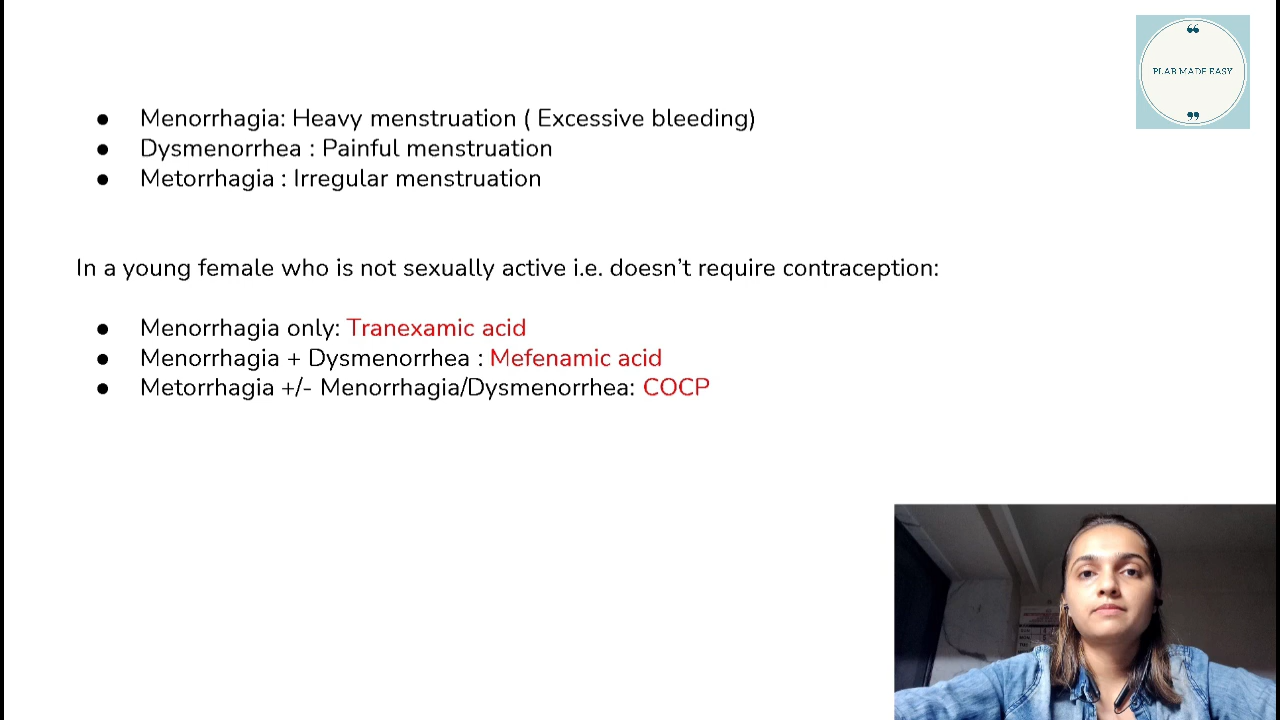 ❝
PLAB MADE EASY
❞
● Menorrhagia: Heavy menstruation ( Excessive bleeding)
● Dysmenorrhea : Painful menstruation
● Metorrhagia : Irregular menstruation
In a young female who is not sexually active i.e. doesn’t require contraception:
● Menorrhagia only: Tranexamic acid
● Menorrhagia + Dysmenorrhea : Mefenamic acid
● Metorrhagia +/- Menorrhagia/Dysmenorrhea: COCP